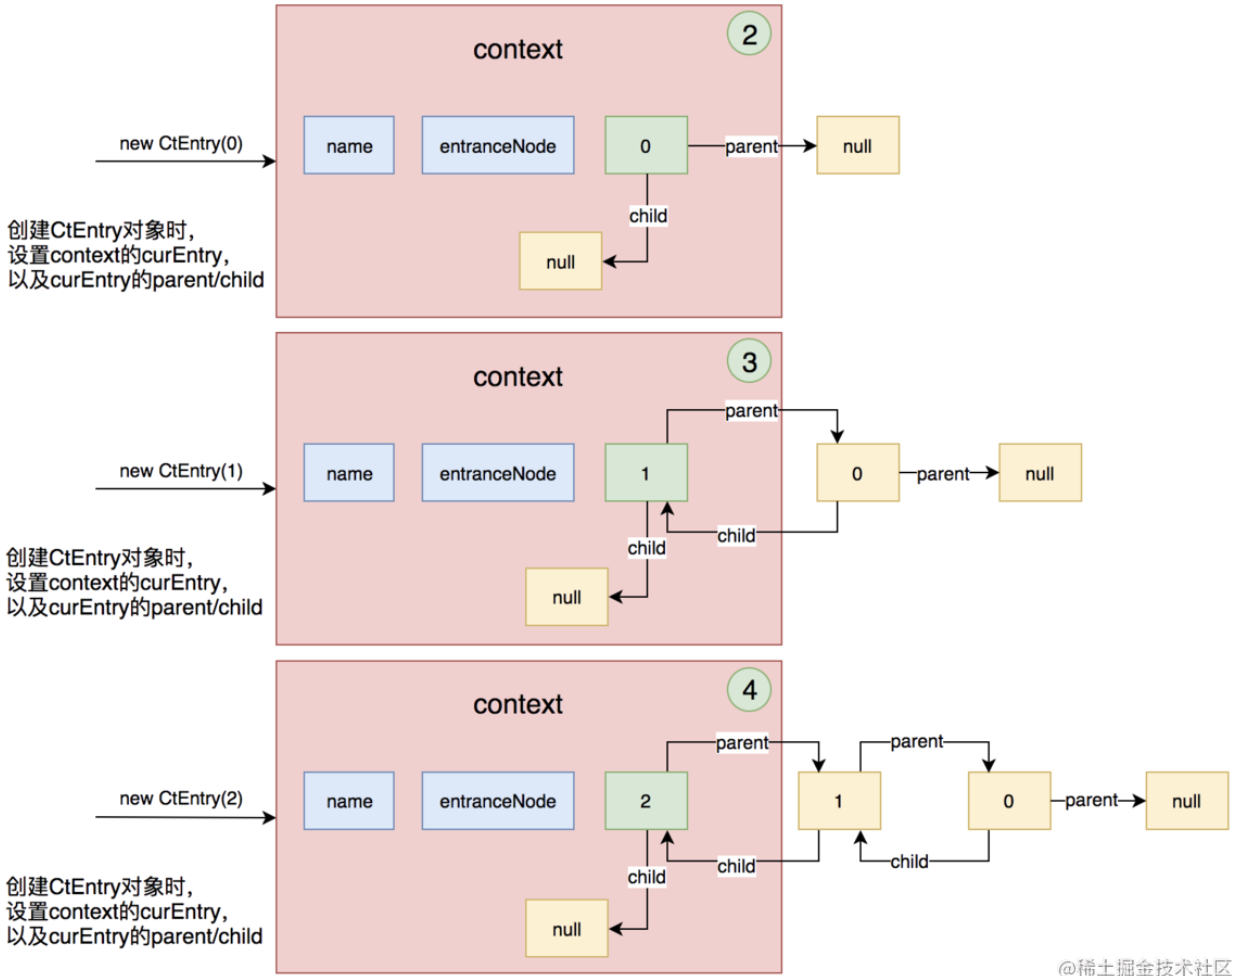 context
2
new CtEntry(0)
name
entranceNode
0
parent
null
child
null
创建CtEntry对象时，
设置context的curEntry，
以及curEntry的parent/child
context
3
parent
new CtEntry(1)
name
entranceNode
1
0
parent
null
child
child
null
创建CtEntry对象时，
设置context的curEntry，
以及curEntry的parent/child
context
4
parent
parent
new CtEntry(2)
name
entranceNode
2
1
0
parent
null
child
child
child
null
创建CtEntry对象时，
设置context的curEntry，
以及curEntry的parent/child
@稀土掘金技术社区